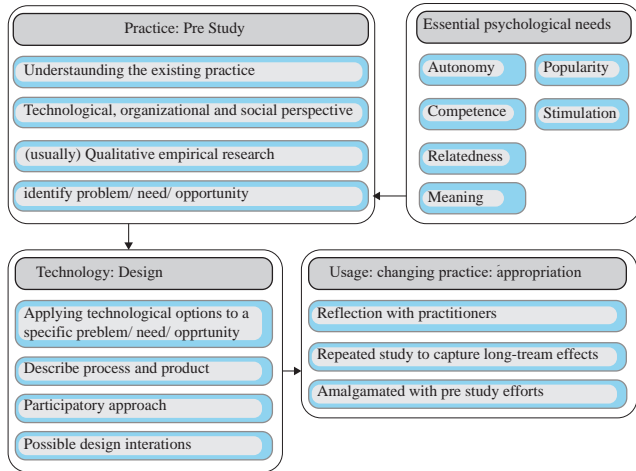 Practice: Pre Study
Understaunding the existing practice
Technological, organizational and social perspective
(usually) Qualitative empirical research
identify problem/ need/ opportunity
Essential psychological needs
Autonomy
Popularity
Competence
Stimulation
Relatedness
Meaning
Technology: Design
Applying technological options to a
specific preblem/ need/ opprtunity
Describe process and product
Participatory approach
Possible design interations
Usage: changing practice: appropriation
Reflection with practitioners
Repeated study to capture long-tream effects
Amalgamated with pre study efforts